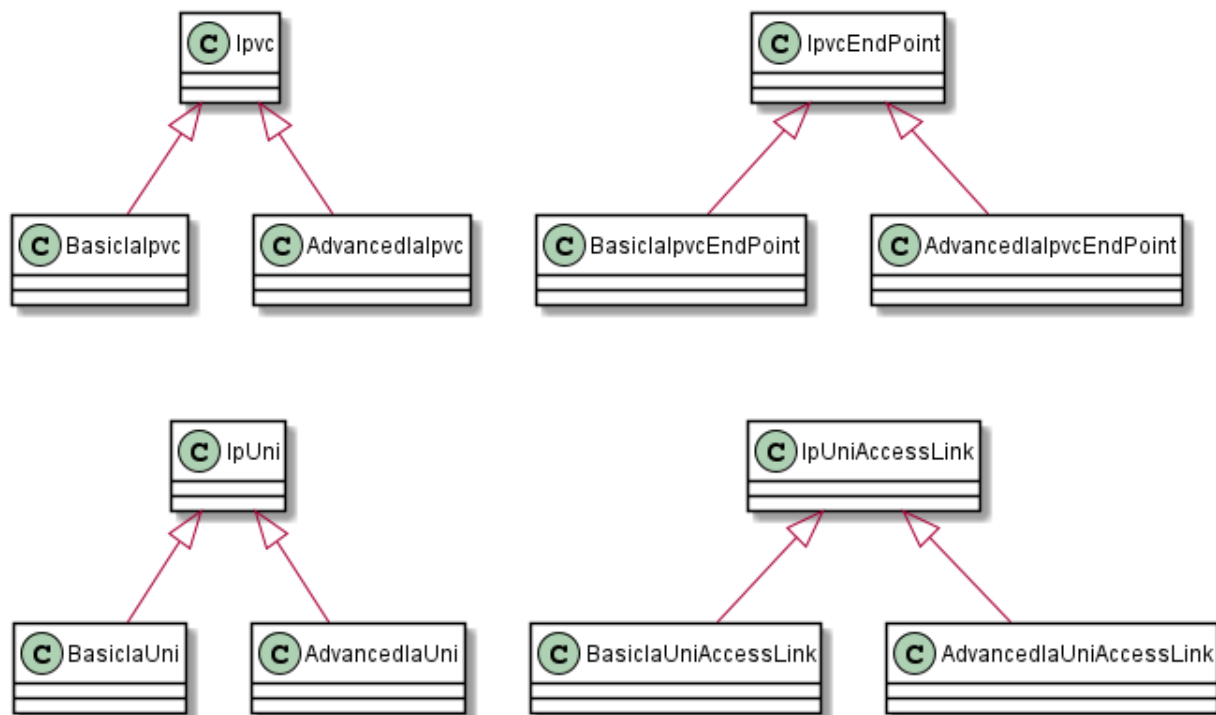 C Ipvc
C IpvcEndPoint
C BasicIaIpvc
C AdvancedIaIpvc
C BasicIaIpvcEndPoint
C AdvancedIaIpvcEndPoint
C IpUni
C IpUniAccessLink
C BasicIaUni
C AdvancedIaUni
C BasicIaUniAccessLink
C AdvancedIaUniAccessLink